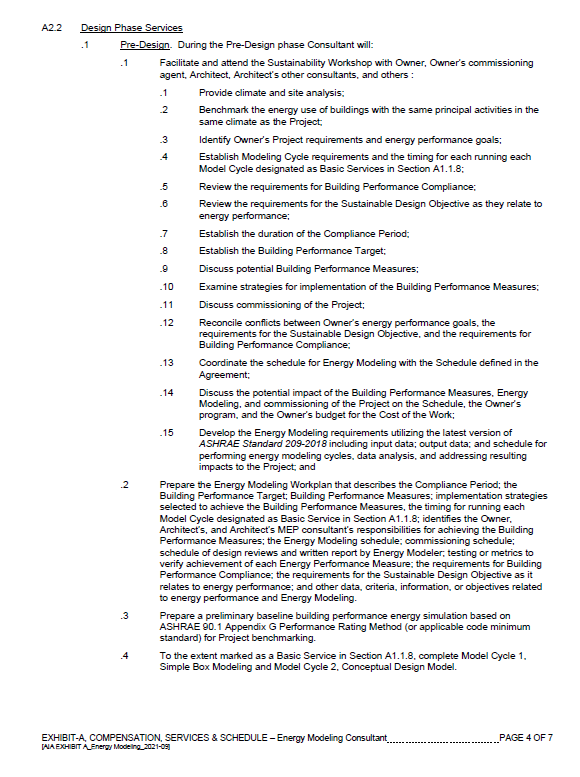 A2.2 Design Phase Services
.1 Pre-Design. During the Pre-Design phase Consultant will:
.1 Facilitate and attend the Sustainability Workshop with Owner, Owner's commissioning
agent, Architect, Architect's other consultants, and others :
.1 Provide climate and site analysis;
.2 Benchmark the energy use of buildings with the same principal activities in the
same climate as the Project;
.3 Identify Owner's Project requirements and energy performance goals;
.4 Establish Modeling Cycle requirements and the timing for each running each
Model Cycle designated as Basic Services in Section A1.1.8;
.5 Review the requirements for Building Performance Compliance;
.6 Review the requirements for the Sustainable Design Objective as they relate to
energy performance;
.7 Establish the duration of the Compliance Period;
.8 Establish the Building Performance Target;
.9 Discuss potential Building Performance Measures;
.10 Examine strategies for implementation of the Building Performance Measures;
.11 Discuss commissioning of the Project;
.12 Reconcile conflicts between Owner's energy performance goals, the
requirements for the Sustainable Design Objective, and the requirements for
Building Performance Compliance;
.13 Coordinate the schedule for Energy Modeling with the Schedule defined in the
Agreement;
.14 Discuss the potential impact of the Building Performance Measures, Energy
Modeling, and commissioning of the Project on the Schedule, the Owner's
program, and the Owner's budget for the Cost of the Work;
.15 Develop the Energy Modeling requirements utilizing the latest version of
ASHRAE Standard 209-2018 including input data; output data; and schedule for
performing energy modeling cycles, data analysis, and addressing resulting
impacts to the Project; and
.2 Prepare the Energy Modeling Workplan that describes the Compliance Period; the
Building Performance Target; Building Performance Measures; implementation strategies
selected to achieve the Building Performance Measures, the timing for running each
Model Cycle designated as Basic Service in Section A1.1.8; identifies the Owner,
Architect's, and Architect's MEP consultant's responsibilities for achieving the Building
Performance Measures; the Energy Modeling schedule; commissioning schedule;
schedule of design reviews and written report by Energy Modeler; testing or metrics to
verify achievement of each Energy Performance Measure; the requirements for Building
Performance Compliance; the requirements for the Sustainable Design Objective as it
relates to energy performance; and other data, criteria, information, or objectives related
to energy performance and Energy Modeling.
.3 Prepare a preliminary baseline building performance energy simulation based on
ASHRAE 90.1 Appendix G Performance Rating Method (or applicable code minimum
standard) for Project benchmarking.
.4 To the extent marked as a Basic Service in Section A1.1.8, complete Model Cycle 1,
Simple Box Modeling and Model Cycle 2, Conceptual Design Model.
EXHIBIT-A, COMPENSATION, SERVICES & SCHEDULE – Energy Modeling Consultant..............................PAGE 4 OF 7
[AIA EXHIBIT A_Energy Modeling_2021-09]